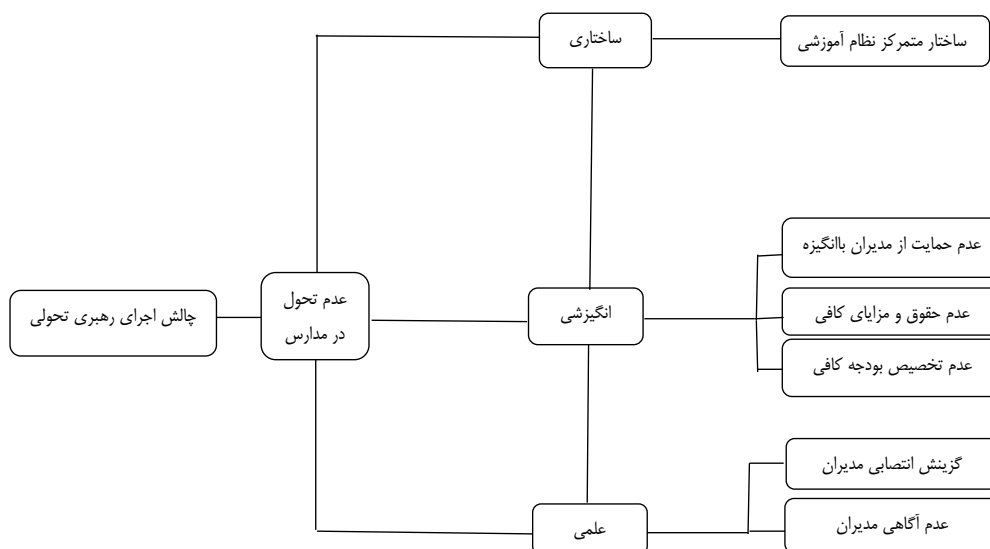 ساختار متمرکز نظام آموزشی
ساختاری
عدم حمایت از مدیران باانگیزه
عدم حقوق و مزایای کافی
عدم تخصیص بودجه کافی
انگیزشی
گزینش انتصابی مدیران
عدم آگاهی مدیران
علمی
عدم تحول
در مدارس
چالش اجرای رهبری تحولی